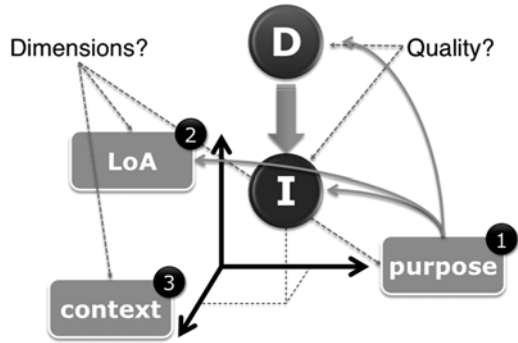 D
Dimensions?
Quality?
2
LoA
I
1
purpose
3
context